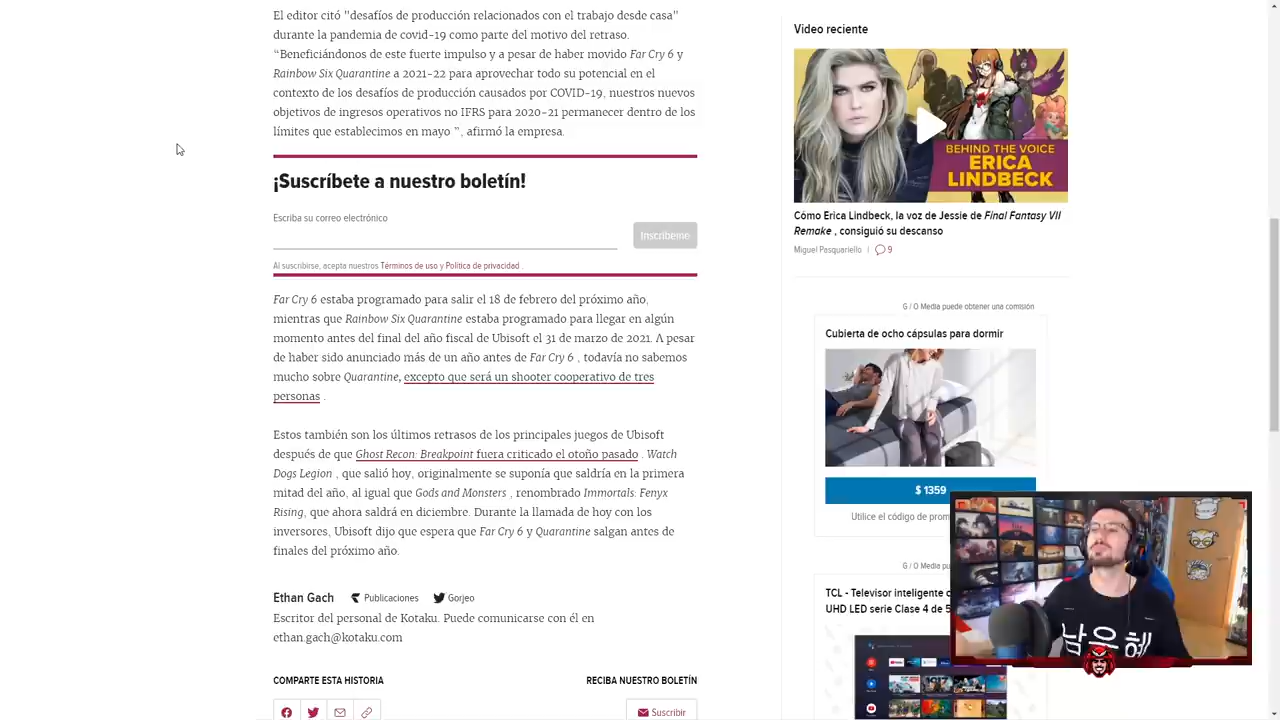 El editor citó "desafíos de producción relacionados con el trabajo desde casa"
durante la pandemia de covid-19 como parte del motivo del retraso.
“Beneficiándonos de este fuerte impulso y a pesar de haber movido Far Cry 6 y
Rainbow Six Quarantine a 2021-22 para aprovechar todo su potencial en el
contexto de los desafíos de producción causados por COVID-19, nuestros nuevos
objetivos de ingresos operativos no IFRS para 2020-21 permanecer dentro de los
límites que establecimos en mayo ”, afirmó la empresa.
¡Suscríbete a nuestro boletín!
Escriba su correo electrónico
Inscribeme
Al suscribirse, acepta nuestros Términos de uso y Política de privacidad .
Far Cry 6 estaba programado para salir el 18 de febrero del próximo año,
mientras que Rainbow Six Quarantine estaba programado para llegar en algún
momento antes del final del año fiscal de Ubisoft el 31 de marzo de 2021. A pesar
de haber sido anunciado más de un año antes de Far Cry 6 , todavía no sabemos
mucho sobre Quarantine, excepto que será un shooter cooperativo de tres
personas .
Estos también son los últimos retrasos de los principales juegos de Ubisoft
después de que Ghost Recon: Breakpoint fuera criticado el otoño pasado . Watch
Dogs Legion , que salió hoy, originalmente se suponía que saldría en la primera
mitad del año, al igual que Gods and Monsters , renombrado Immortals: Fenyx
Rising, que ahora saldrá en diciembre. Durante la llamada de hoy con los
inversores, Ubisoft dijo que espera que Far Cry 6 y Quarantine salgan antes de
finales del próximo año.
Ethan Gach Publicaciones Gorjeo
Escritor del personal de Kotaku. Puede comunicarse con él en
ethan.gach@kotaku.com
COMPARTE ESTA HISTORIA
RECIBA NUESTRO BOLETÍN
Suscribir
Video reciente
BEHIND THE VOICE
ERICA
LINDBECK
Cómo Erica Lindbeck, la voz de Jessie de Final Fantasy VII
Remake , consiguió su descanso
Miguel Pasquariello | 9
G / O Media puede obtener una comisión
Cubierta de ocho cápsulas para dormir
$ 1359
Utilice el código de prom
G / O Media pu
TCL - Televisor inteligente
UHD LED serie Clase 4 de 5
남은혜